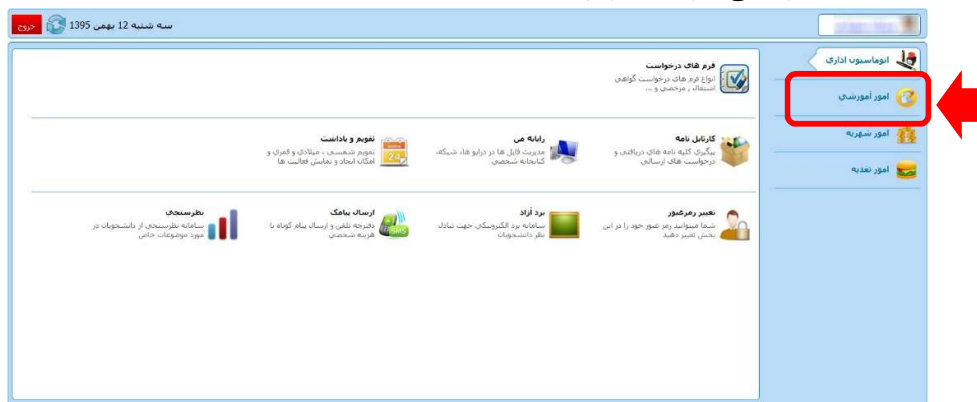 سه شنبه 12 بهمن 1395
خروج
اتوماسیون اداری
امور آموزشي
امور شهریه
امور تغذیه
فرم های درخواست
انواع فرم های درخواست گواهی
اشتغال , مرخصی و ...
کارتابل نامه
پیگیری کلیه نامه های دریافتی و
درخواست های ارسالی
رایانه من
مدیریت فایل ها در درایو ها، شبکه،
کتابخانه شخصی
تقویم و یاداشت
تقویم شمسی ، میلادی و قمری و
امکان ایجاد و نمایش فعالیت ها
24
تغییر رمزعبور
شما میتوانید رمز عبور خود را در این
بخش تغییر دهید
برد آزاد
سامانه برد الکترونیکی جهت تبادل
نظر دانشجویان
ارسال پیامک
دفترچه تلفن و ارسال پیام کوتاه با
هزینه شخصی
SMS
نظرسنجی
سامانه نظرسنجی از دانشجویان در
مورد موضوعات خاص